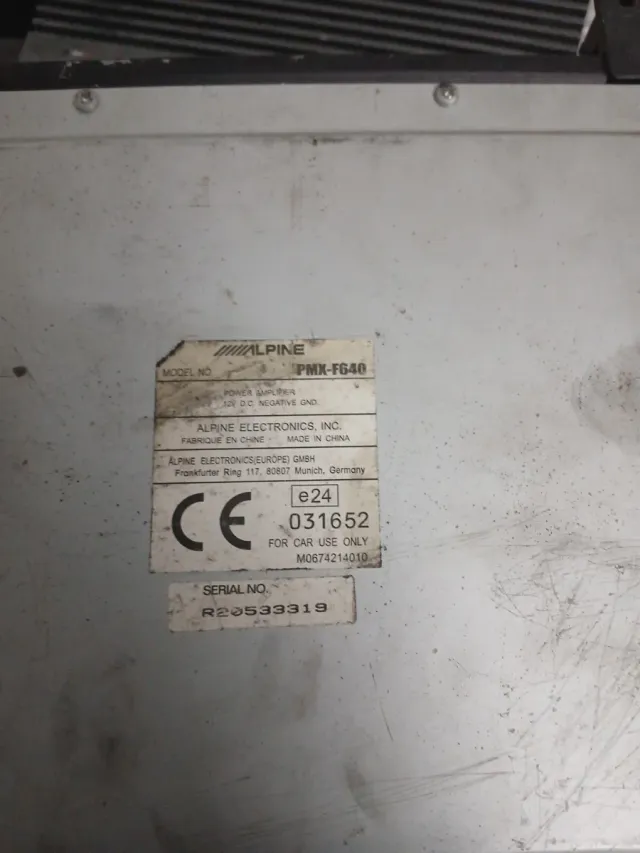 ALPINE
MODEL NO. PMX-F640
POWER AMPLIFIER
12V D.C. NEGATIVE GND.
ALPINE ELECTRONICS, INC.
FABRIQUE EN CHINE · MADE IN CHINA
ALPINE ELECTRONICS(EUROPE) GMBH
Frankfurter Ring 117, 80807 Munich, Germany
CE
e24
031652
FOR CAR USE ONLY
M0674214010
SERIAL NO.
R20533319